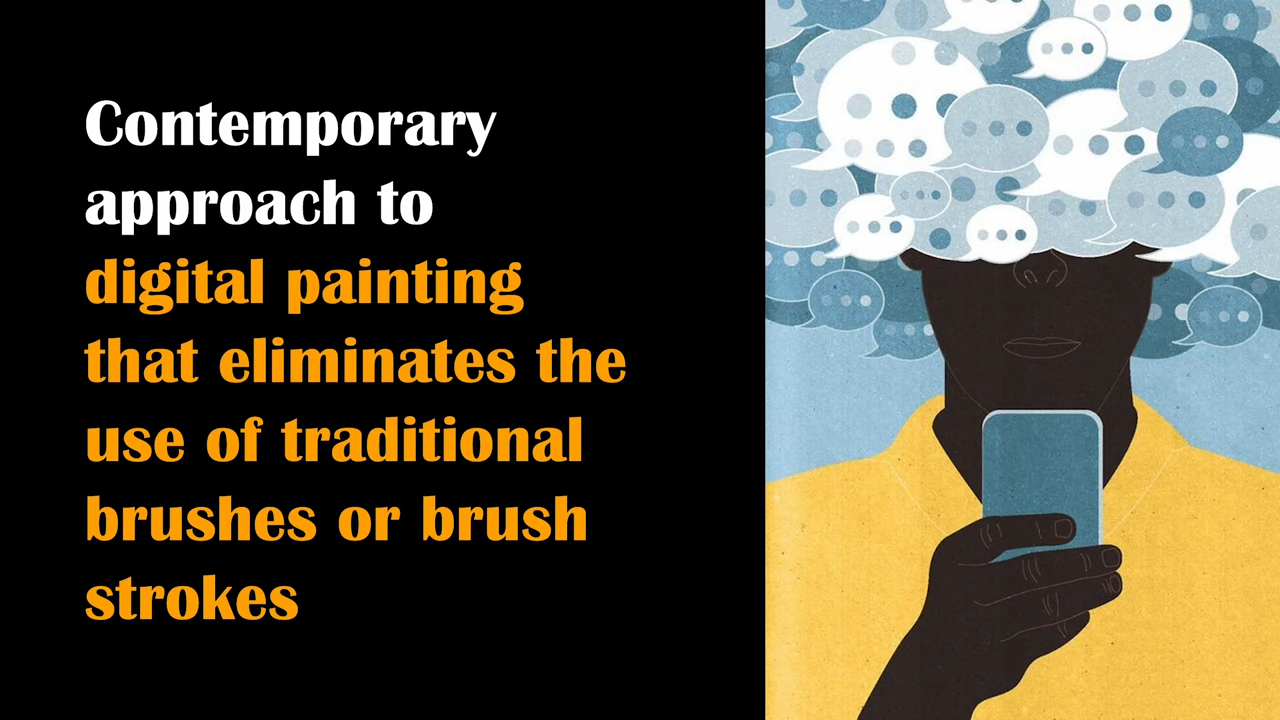 Contemporary
approach to
digital painting
that eliminates the
use of traditional
brushes or brush
strokes